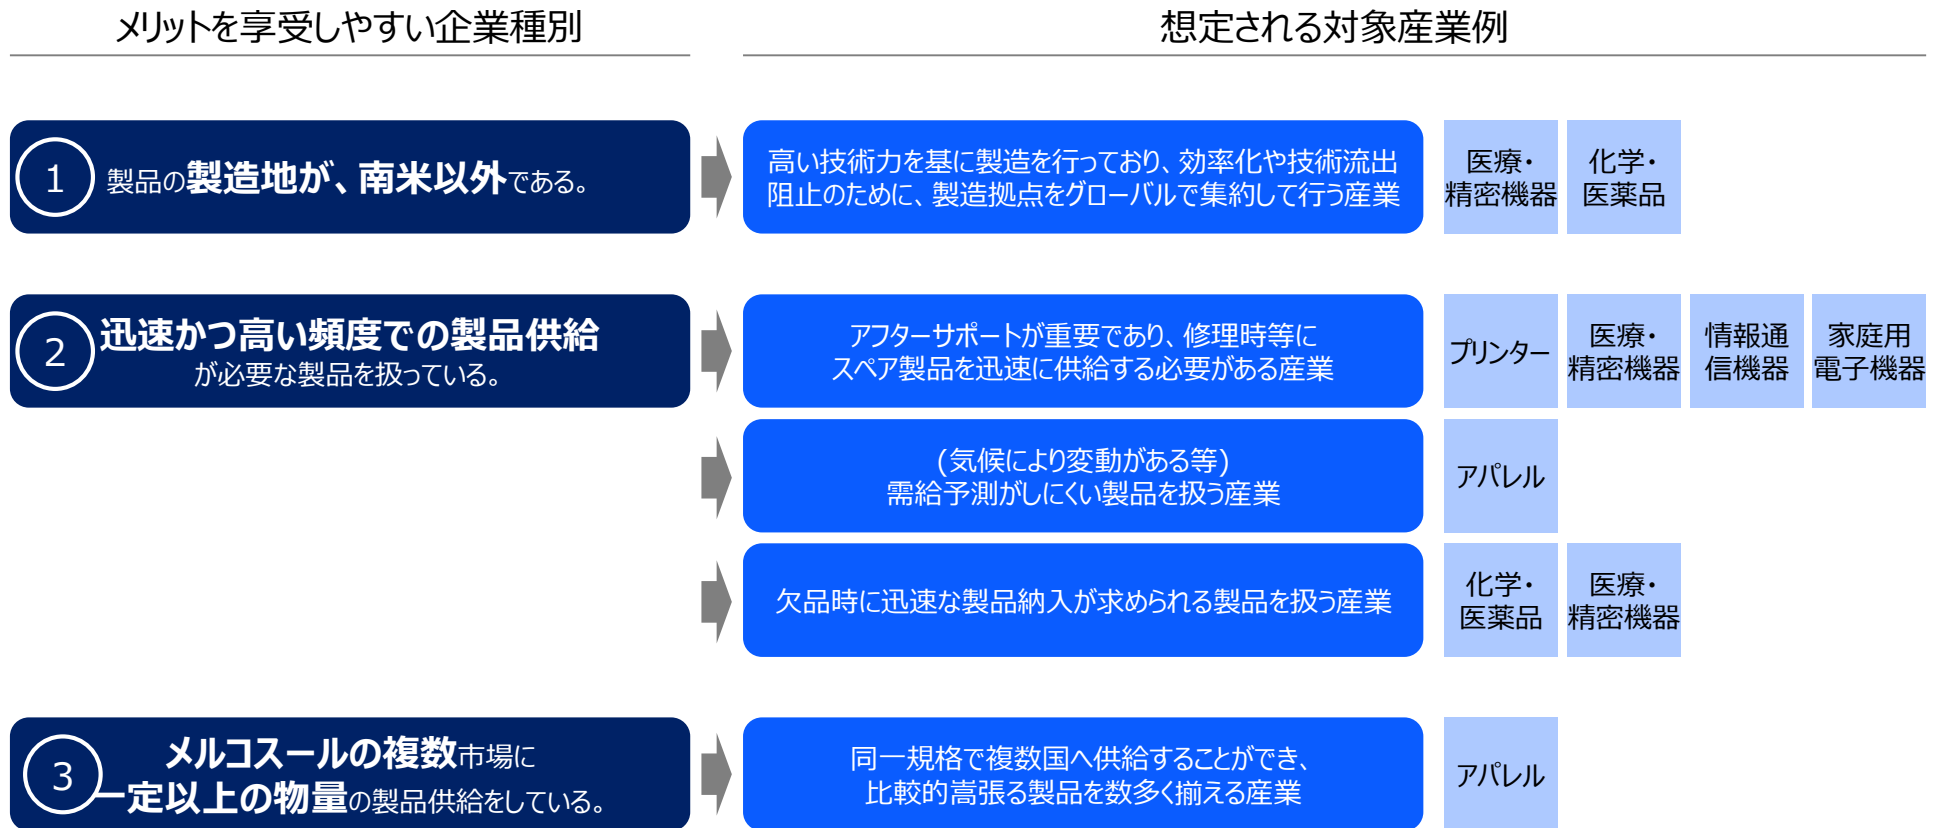 メリットを享受しやすい企業種別
想定される対象産業例
1
製品の製造地が、南米以外である。
高い技術力を基に製造を行っており、効率化や技術流出
阻止のために、製造拠点をグローバルで集約して行う産業
医療・
精密機器
化学・
医薬品
2
迅速かつ高い頻度での製品供給
が必要な製品を扱っている。
アフターサポートが重要であり、修理時等に
スペア製品を迅速に供給する必要がある産業
プリンター
医療・
精密機器
情報通
信機器
家庭用
電子機器
(気候により変動がある等)
需給予測がしにくい製品を扱う産業
アパレル
欠品時に迅速な製品納入が求められる製品を扱う産業
化学・
医薬品
医療・
精密機器
3
メルコスールの複数市場に
一定以上の物量の製品供給をしている。
同一規格で複数国へ供給することができ、
比較的嵩張る製品を数多く揃える産業
アパレル